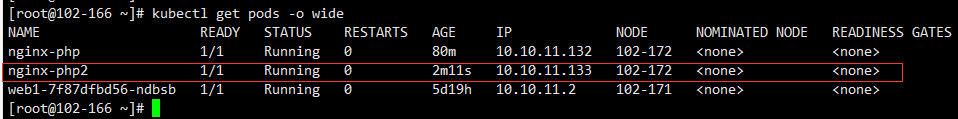 [root@102-166 ~]# kubectl get pods -o wide
NAME READY STATUS RESTARTS AGE IP NODE NOMINATED NODE READINESS GATES
nginx-php 1/1 Running 0 80m 10.10.11.132 102-172 <none> <none>
nginx-php2 1/1 Running 0 2m11s 10.10.11.133 102-172 <none> <none>
web1-7f87dfbd56-ndbsb 1/1 Running 0 5d19h 10.10.11.2 102-171 <none> <none>
[root@102-166 ~]#